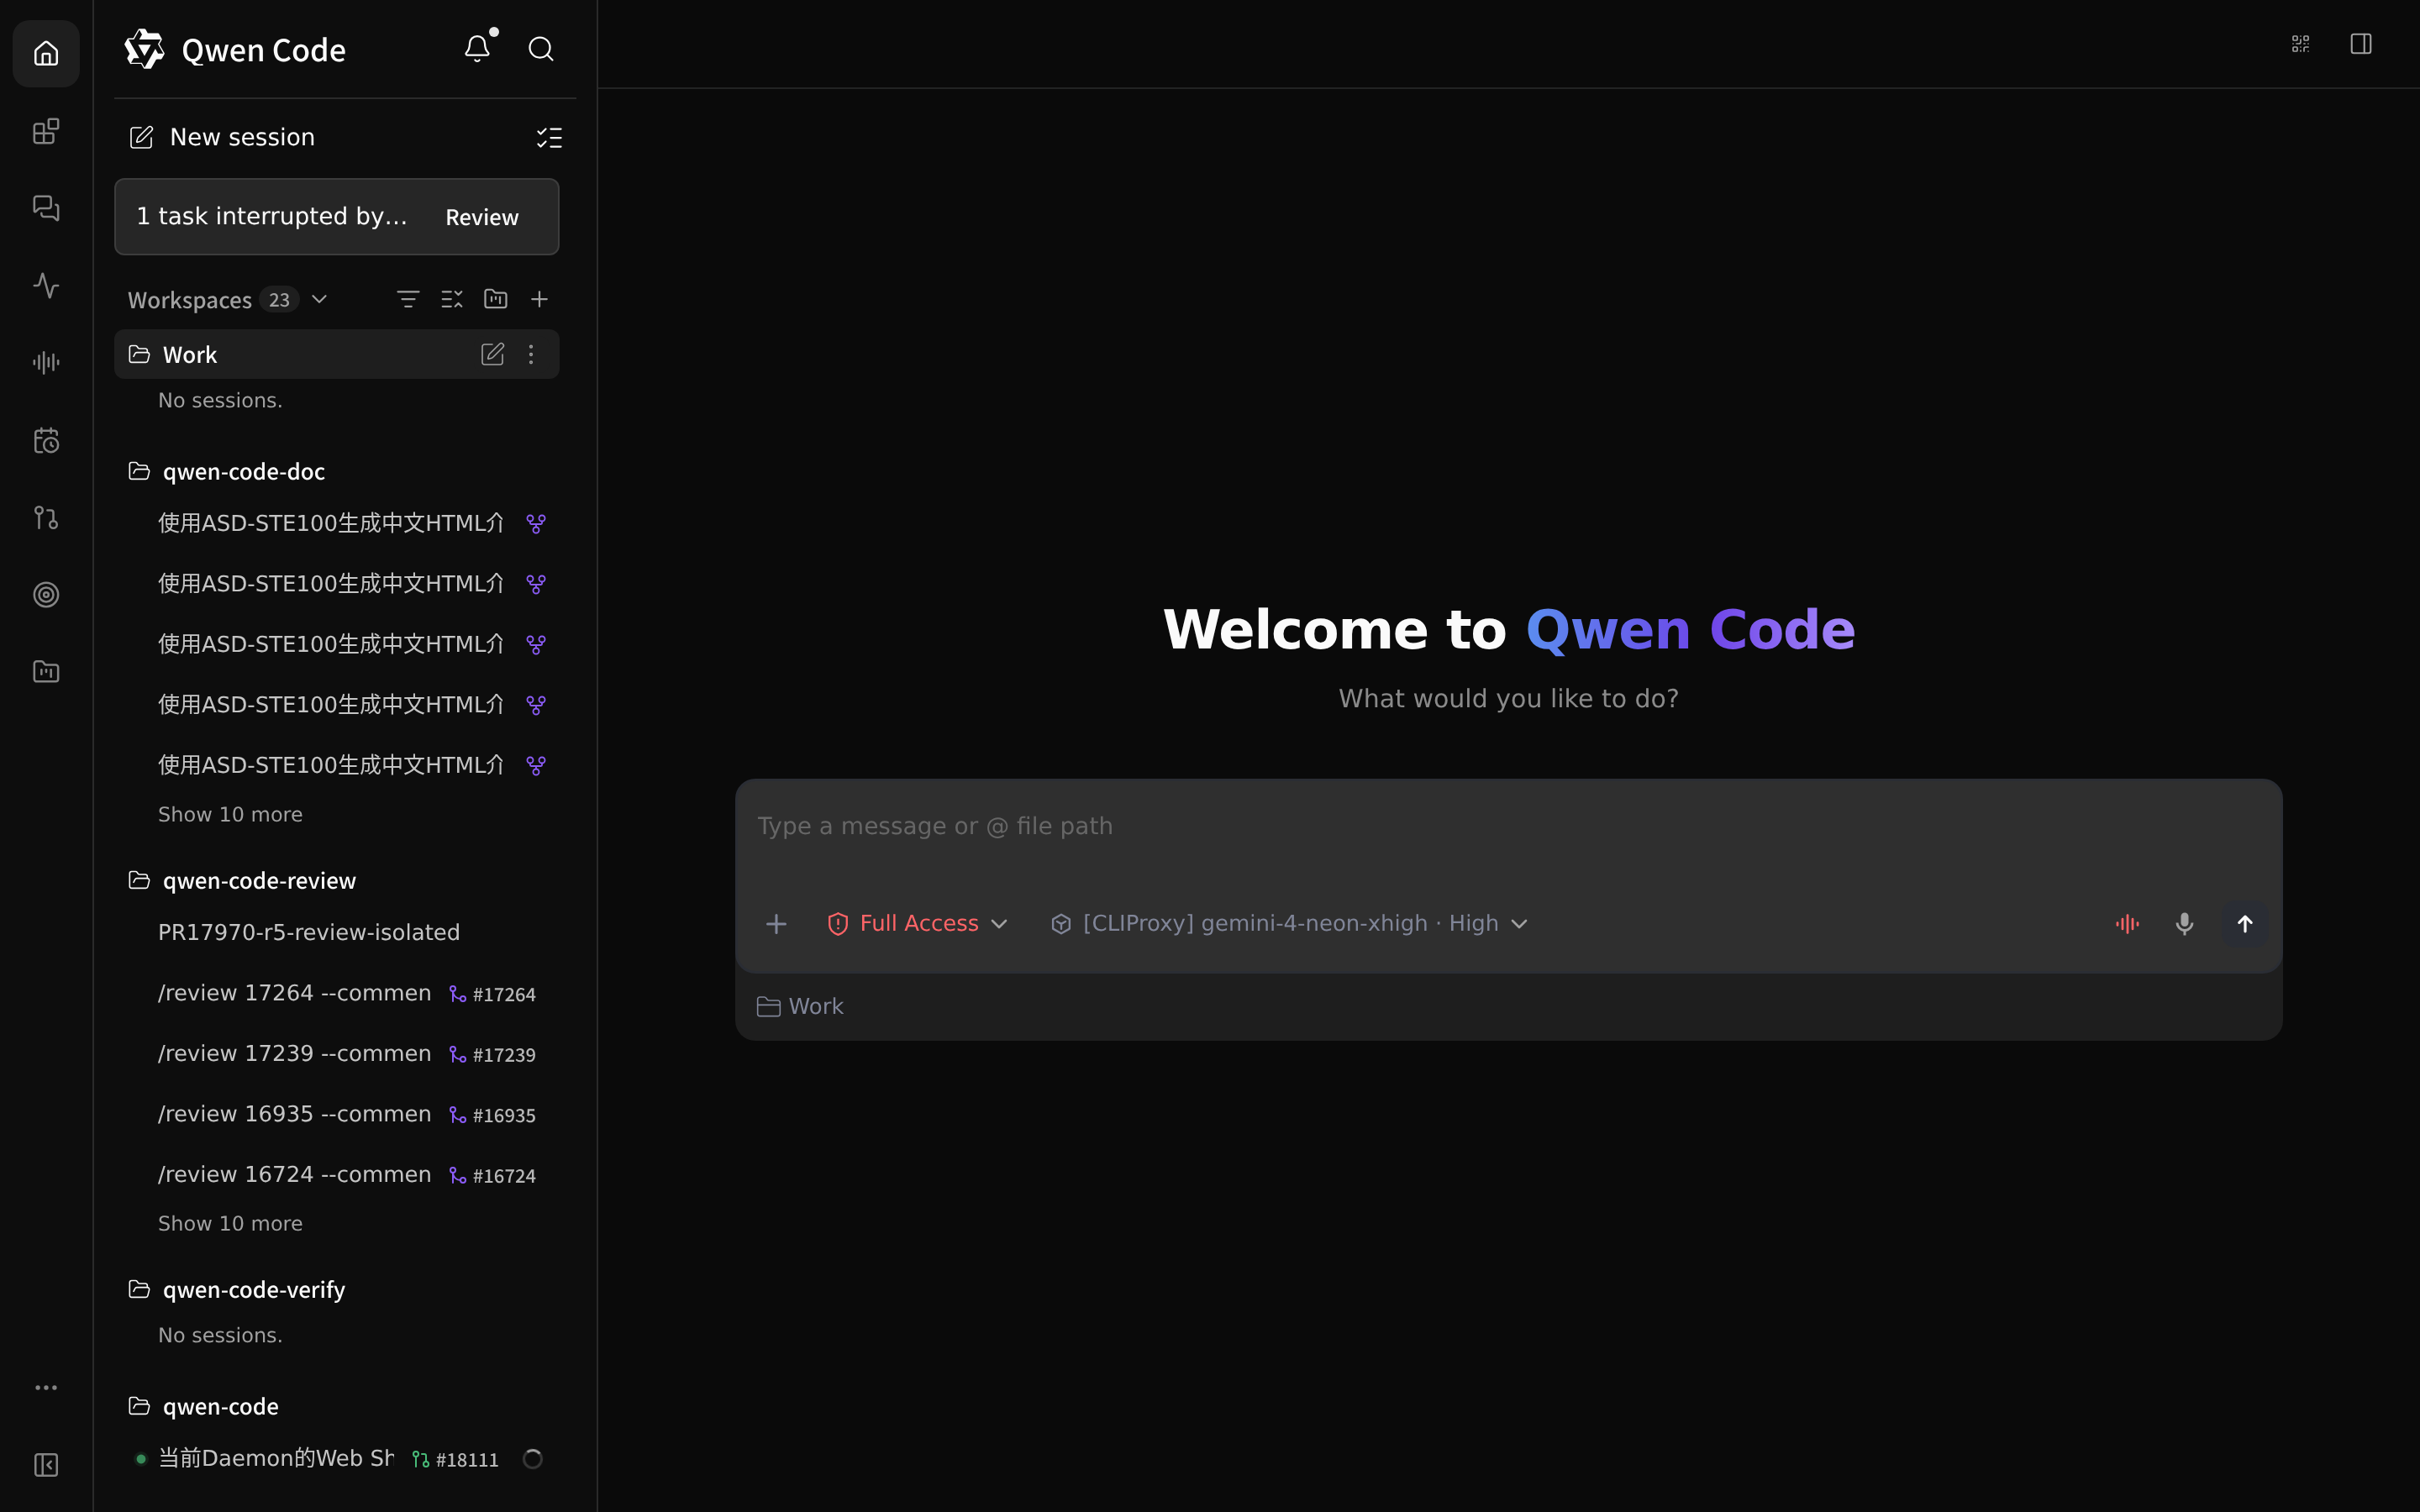 Qwen Code
New session
1 task interrupted by... Review
Workspaces 23
Work
No sessions.
qwen-code-doc
使用ASD-STE100生成中文HTML介
使用ASD-STE100生成中文HTML介
使用ASD-STE100生成中文HTML介
使用ASD-STE100生成中文HTML介
使用ASD-STE100生成中文HTML介
Show 10 more
qwen-code-review
PR17970-r5-review-isolated
/review 17264 --commen #17264
/review 17239 --commen #17239
/review 16935 --commen #16935
/review 16724 --commen #16724
Show 10 more
qwen-code-verify
No sessions.
qwen-code
当前Daemon的Web Sh #18111
Welcome to Qwen Code
What would you like to do?
Type a message or @ file path
Full Access [CLIProxy] gemini-4-neon-xhigh · High
Work